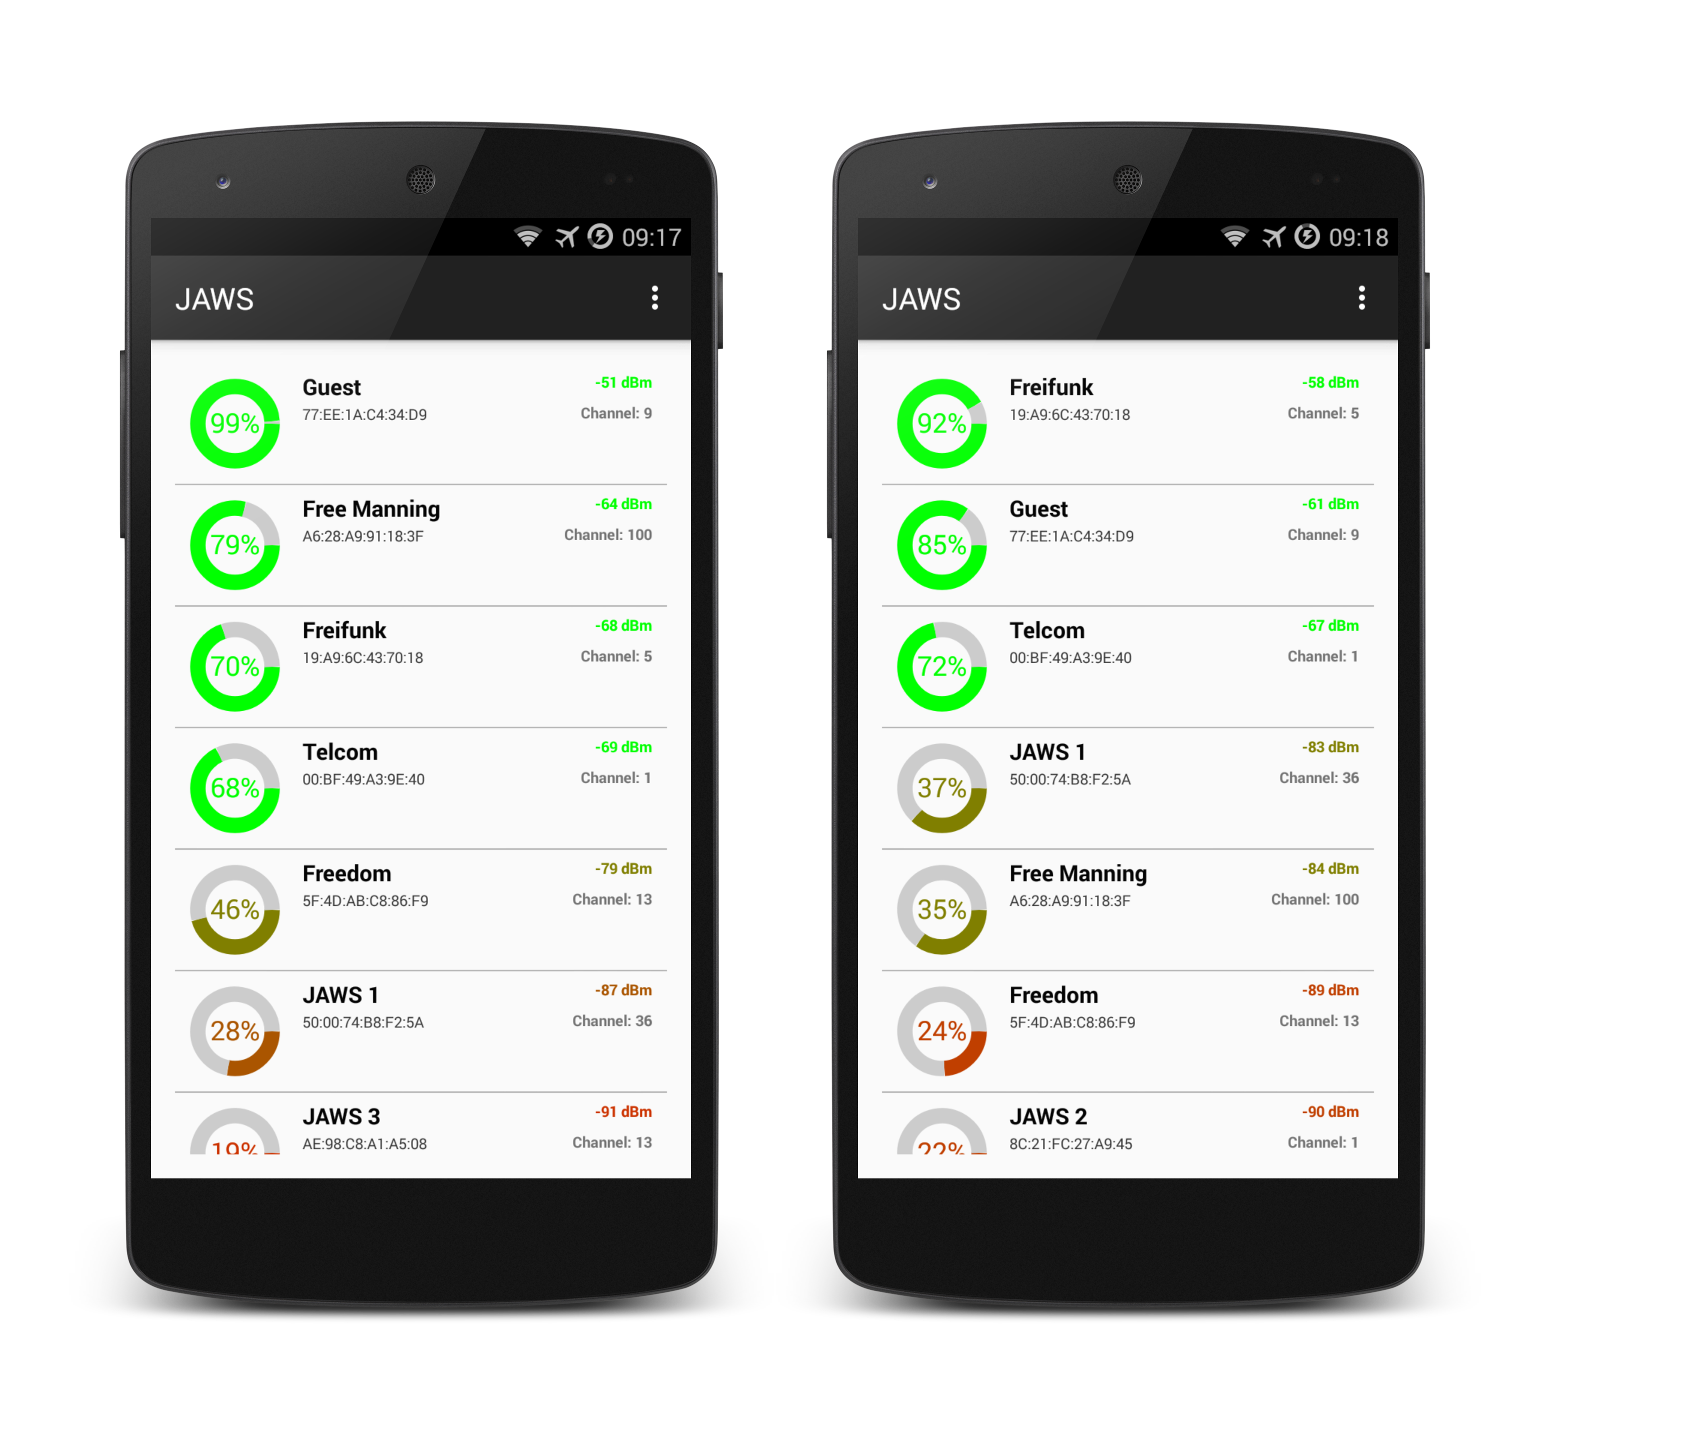 09:17
JAWS
99%
Guest
-51 dBm
77:EE:1A:C4:34:D9
Channel: 9
79%
Free Manning
-64 dBm
A6:28:A9:91:18:3F
Channel: 100
70%
Freifunk
-68 dBm
19:A9:6C:43:70:18
Channel: 5
68%
Telcom
-69 dBm
00:BF:49:A3:9E:40
Channel: 1
46%
Freedom
-79 dBm
5F:4D:AB:C8:86:F9
Channel: 13
28%
JAWS 1
-87 dBm
50:00:74:B8:F2:5A
Channel: 36
19%
JAWS 3
-91 dBm
AE:98:C8:A1:A5:08
Channel: 13
09:18
JAWS
92%
Freifunk
-58 dBm
19:A9:6C:43:70:18
Channel: 5
85%
Guest
-61 dBm
77:EE:1A:C4:34:D9
Channel: 9
72%
Telcom
-67 dBm
00:BF:49:A3:9E:40
Channel: 1
37%
JAWS 1
-83 dBm
50:00:74:B8:F2:5A
Channel: 36
35%
Free Manning
-84 dBm
A6:28:A9:91:18:3F
Channel: 100
24%
Freedom
-89 dBm
5F:4D:AB:C8:86:F9
Channel: 13
22%
JAWS 2
-90 dBm
8C:21:FC:27:A9:45
Channel: 1